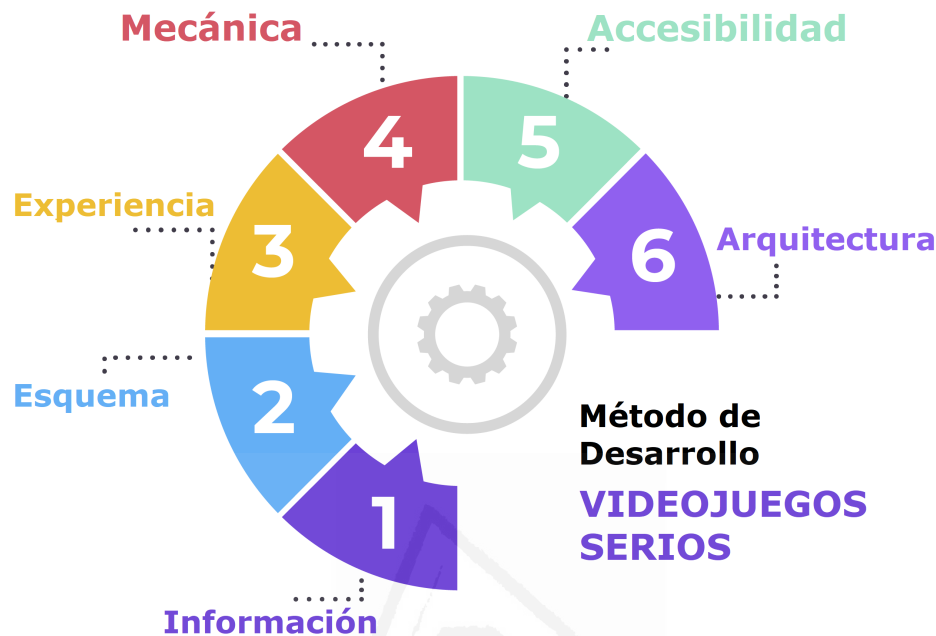 Mecánica
Accesibilidad
4
5
Experiencia
3
6
Arquitectura
Esquema
2
Método de
Desarrollo
VIDEOJUEGOS
SERIOS
1
Información